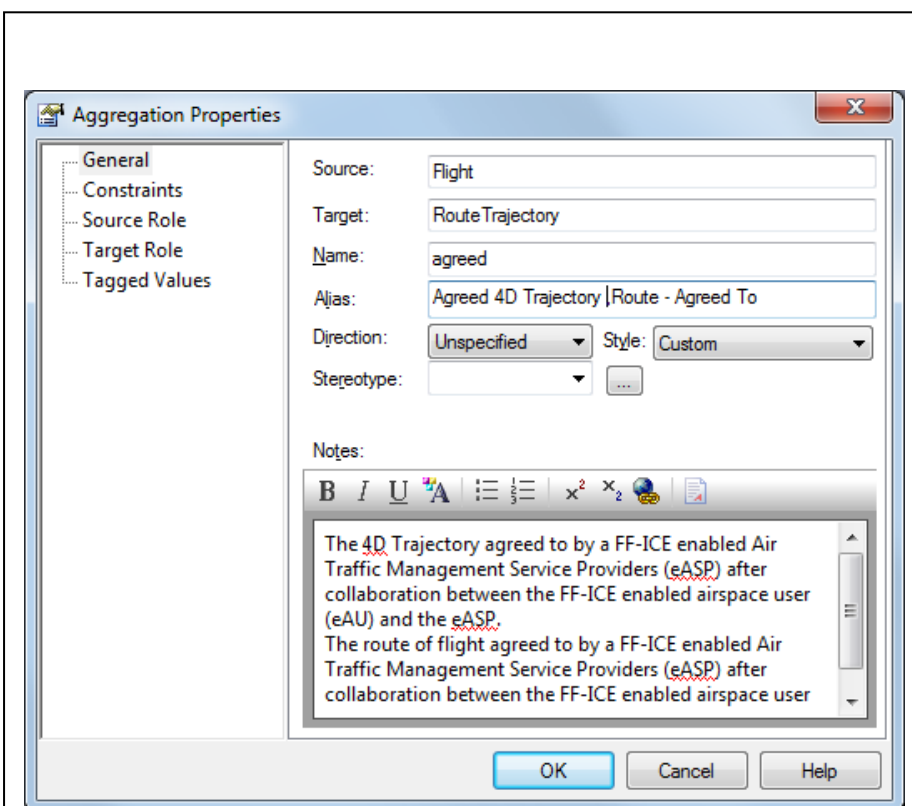 Aggregation Properties
General
Constraints
Source Role
Target Role
Tagged Values
Source: Flight
Target: RouteTrajectory
Name: agreed
Alias: Agreed 4D Trajectory Route - Agreed To
Direction: Unspecified Style: Custom
Stereotype: ...
Notes:
B I U A x² ×₂
The 4D Trajectory agreed to by a FF-ICE enabled Air
Traffic Management Service Providers (eASP) after
collaboration between the FF-ICE enabled airspace user
(eAU) and the eASP.
The route of flight agreed to by a FF-ICE enabled Air
Traffic Management Service Providers (eASP) after
collaboration between the FF-ICE enabled airspace user
OK Cancel Help